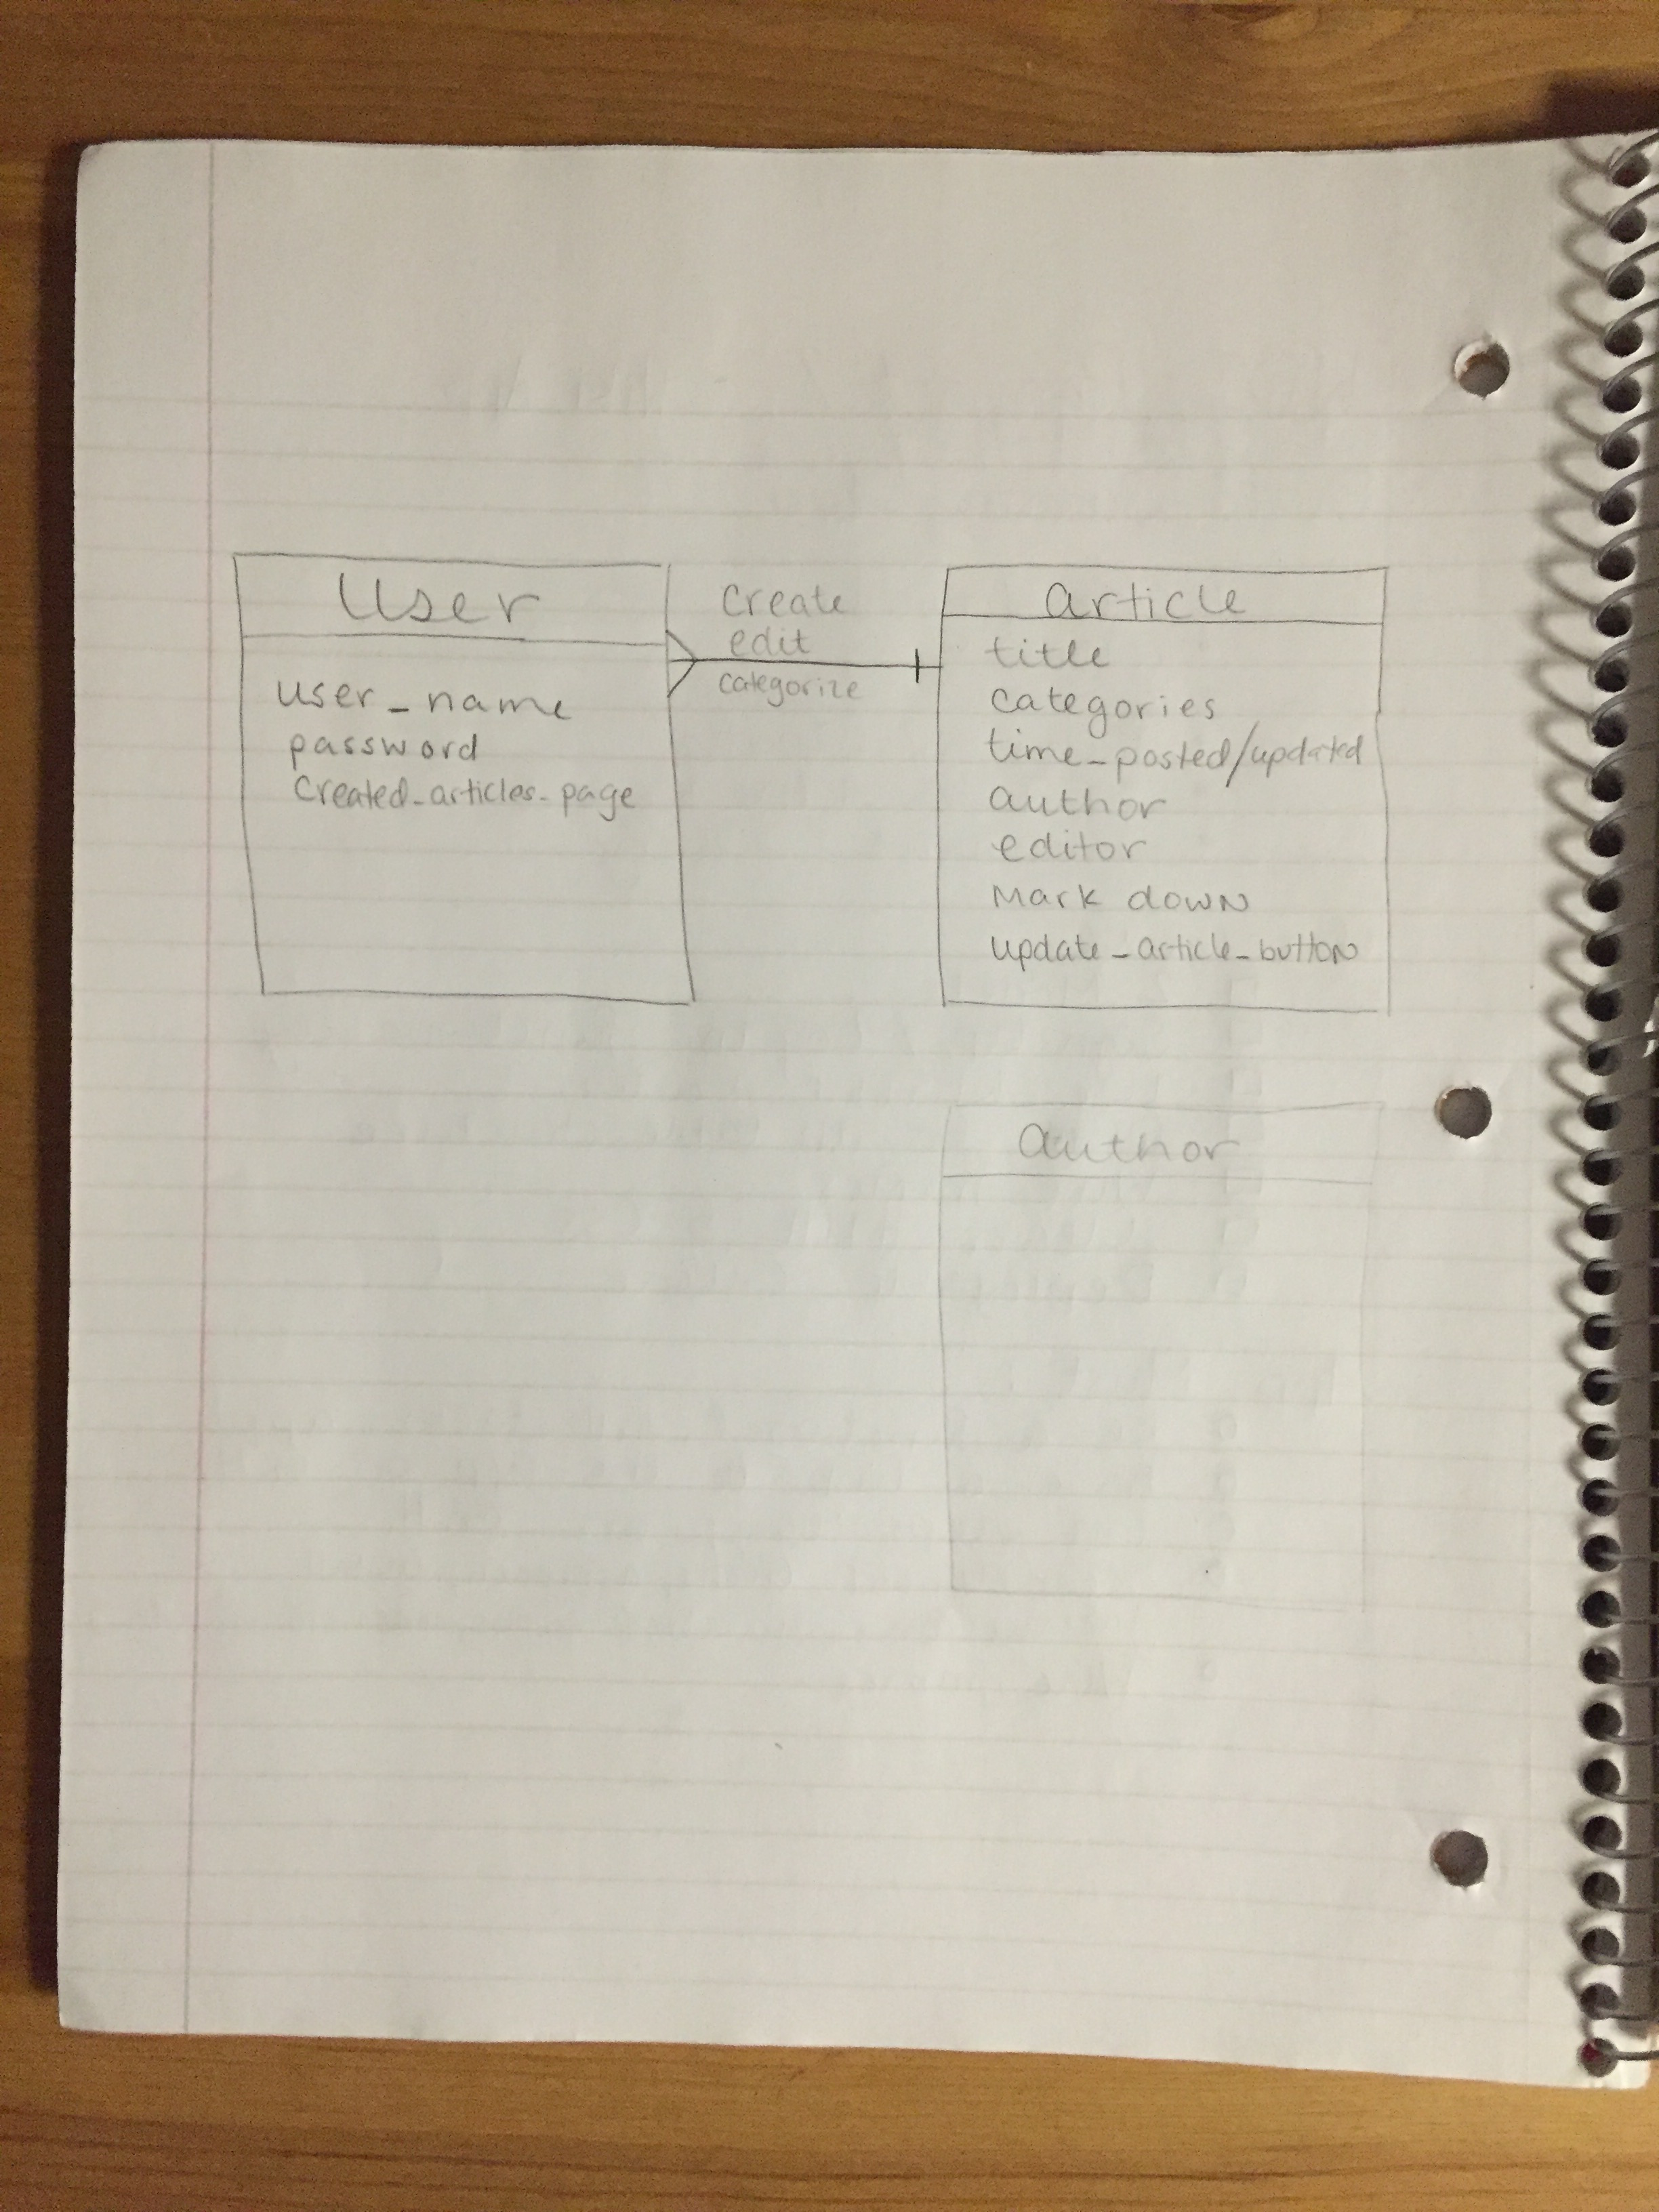 User
user_name
password
Created_articles_page
Create
edit
categorize
article
title
categories
time_posted/updated
author
editor
Mark down
update_article_button
author